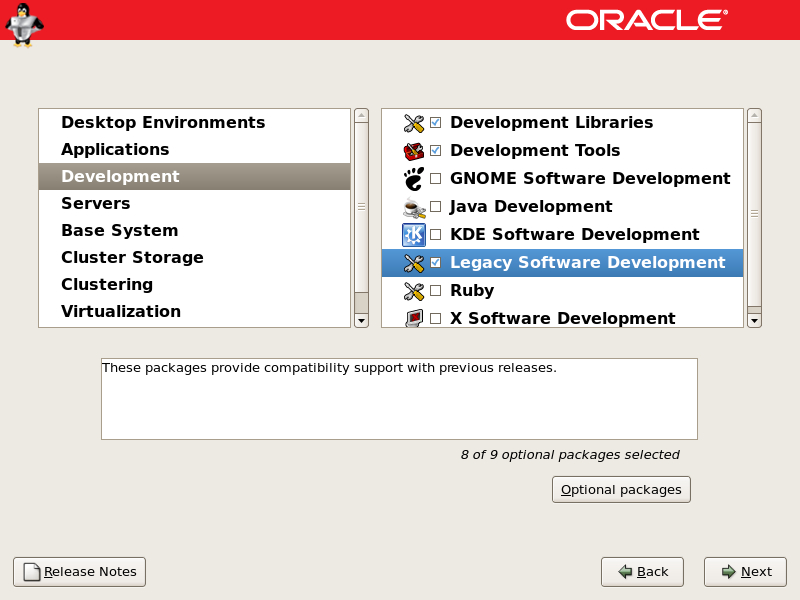 ORACLE®
Desktop Environments
Applications
Development
Servers
Base System
Cluster Storage
Clustering
Virtualization
Development Libraries
Development Tools
GNOME Software Development
Java Development
KDE Software Development
Legacy Software Development
Ruby
X Software Development
These packages provide compatibility support with previous releases.
8 of 9 optional packages selected
Optional packages
Release Notes
Back
Next